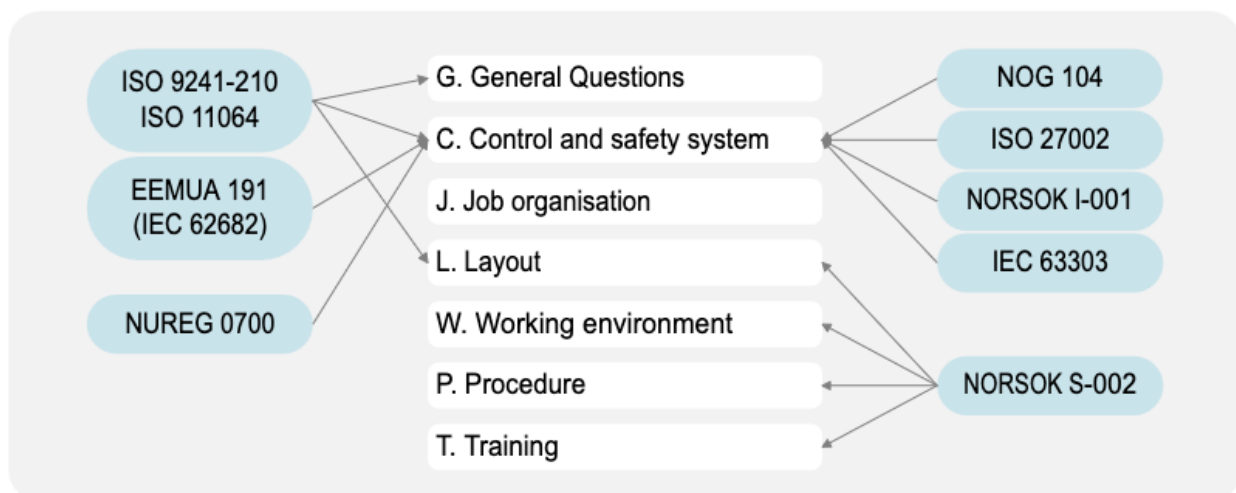 ISO 9241-210
ISO 11064
EEMUA 191
(IEC 62682)
NUREG 0700
G. General Questions
C. Control and safety system
J. Job organisation
L. Layout
W. Working environment
P. Procedure
T. Training
NOG 104
ISO 27002
NORSOK I-001
IEC 63303
NORSOK S-002